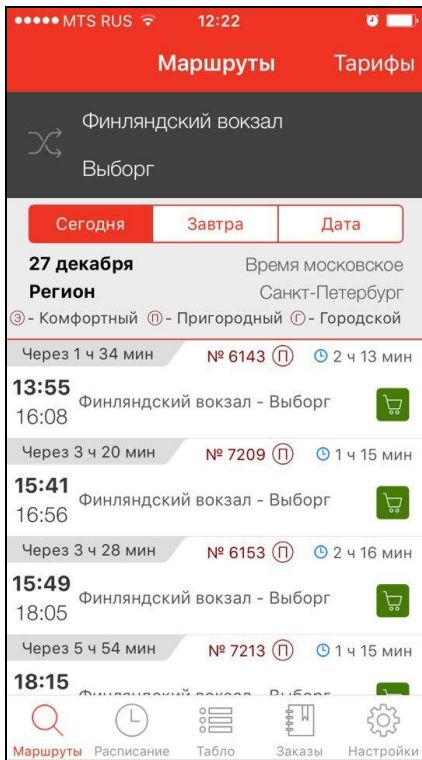 MTS RUS 12:22
Маршруты Тарифы
Финляндский вокзал
Выборг
Сегодня Завтра Дата
27 декабря Время московское
Регион Санкт-Петербург
Э - Комфортный П - Пригородный Г - Городской
Через 1 ч 34 мин № 6143 П 2 ч 13 мин
13:55
Финляндский вокзал - Выборг
16:08
Через 3 ч 20 мин № 7209 П 1 ч 15 мин
15:41
Финляндский вокзал - Выборг
16:56
Через 3 ч 28 мин № 6153 П 2 ч 16 мин
15:49
Финляндский вокзал - Выборг
18:05
Через 5 ч 54 мин № 7213 П 1 ч 15 мин
18:15
Финляндский вокзал - Выборг
Маршруты Расписание Табло Заказы Настройки